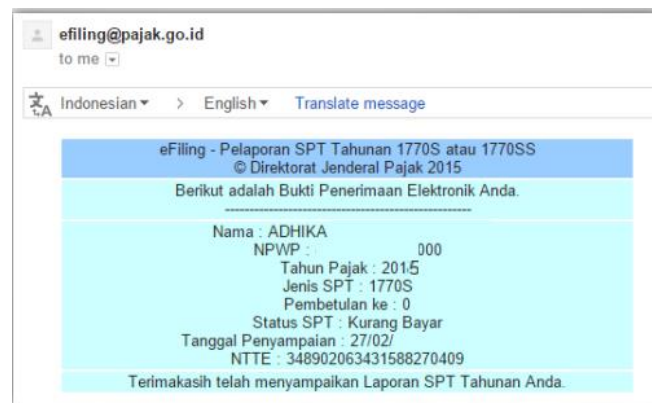 efiling@pajak.go.id
to me
Indonesian > English Translate message
eFiling - Pelaporan SPT Tahunan 1770S atau 1770SS
© Direktorat Jenderal Pajak 2015
Berikut adalah Bukti Penerimaan Elektronik Anda.
--------------------------------------------------
Nama : ADHIKA
NPWP : 000
Tahun Pajak : 2015
Jenis SPT : 1770S
Pembetulan ke : 0
Status SPT : Kurang Bayar
Tanggal Penyampaian : 27/02/
NTTE : 348902063431588270409
Terimakasih telah menyampaikan Laporan SPT Tahunan Anda.